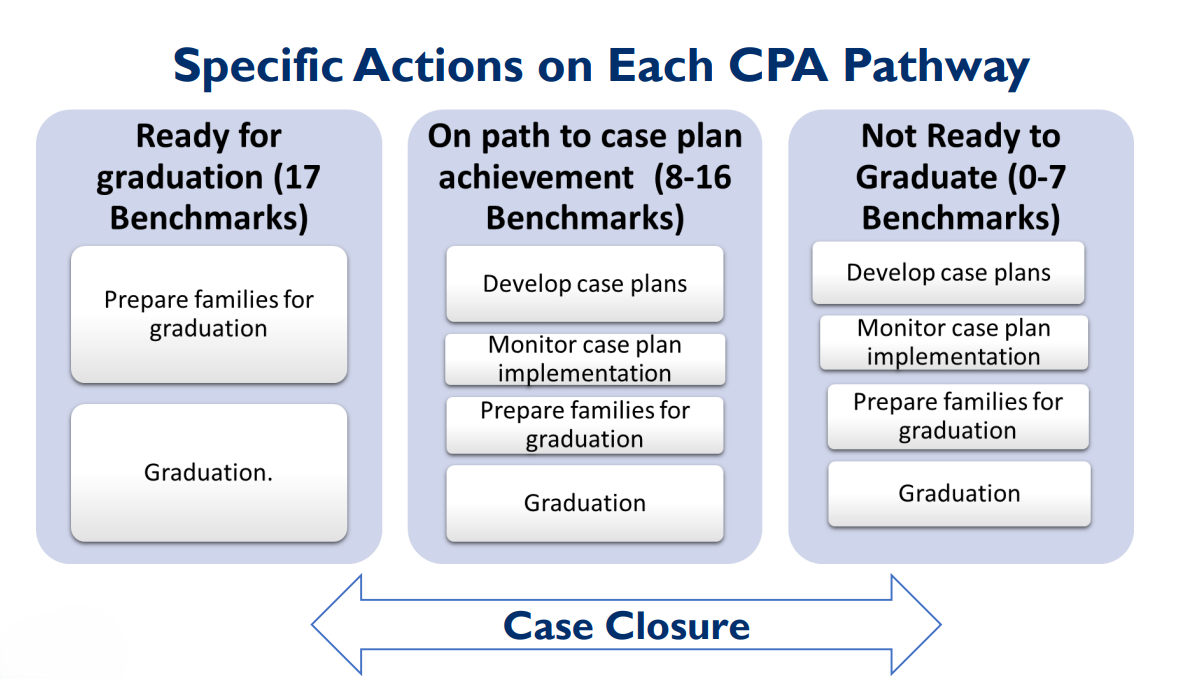 Specific Actions on Each CPA Pathway
Ready for
graduation (17
Benchmarks)
Prepare families for
graduation
Graduation.
On path to case plan
achievement  (8-16
Benchmarks)
Develop case plans
Monitor case plan
implementation
Prepare families for
graduation
Graduation
Not Ready to
Graduate (0-7
Benchmarks)
Develop case plans
Monitor case plan
implementation
Prepare families for
graduation
Graduation
Case Closure